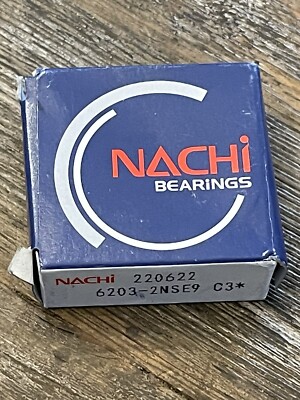 NACHi
BEARiNGS
NACHi 220622
6203-2NSE9 C3*